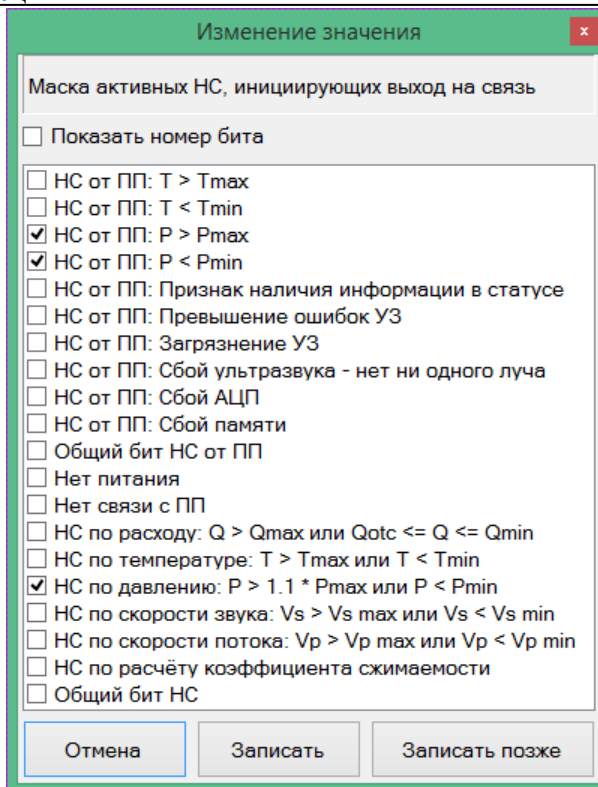 Изменение значения
x
Маска активных НС, инициирующих выход на связь
Показать номер бита
НС от ПП: T > Tmax
НС от ПП: T < Tmin
НС от ПП: P > Pmax
НС от ПП: P < Pmin
НС от ПП: Признак наличия информации в статусе
НС от ПП: Превышение ошибок УЗ
НС от ПП: Загрязнение УЗ
НС от ПП: Сбой ультразвука - нет ни одного луча
НС от ПП: Сбой АЦП
НС от ПП: Сбой памяти
Общий бит НС от ПП
Нет питания
Нет связи с ПП
НС по расходу: Q > Qmax или Qotc <= Q <= Qmin
НС по температуре: T > Tmax или T < Tmin
НС по давлению: P > 1.1 * Pmax или P < Pmin
НС по скорости звука: Vs > Vs max или Vs < Vs min
НС по скорости потока: Vp > Vp max или Vp < Vp min
НС по расчёту коэффициента сжимаемости
Общий бит НС
Отмена Записать Записать позже